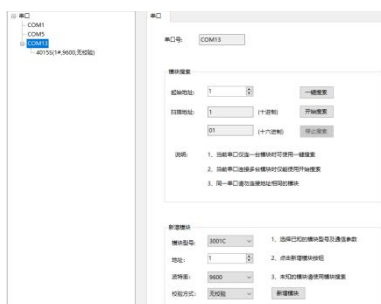 串口
COM1
COM5
COM13
4015S(1#,9600,无校验)
串口
串口号: COM13
模块搜索
起始地址: 1 一键搜索
扫描地址: 1 (十进制) 开始搜索
01 (十六进制) 停止搜索
说明: 1、当前串口仅连一台模块时可使用一键搜索
2、当前串口连接多台模块时仅能使用开始搜索
3、同一串口请勿连接地址相同的模块
新增模块
模块型号: 3001C 1、选择已知的模块型号及通信参数
地址: 1 2、点击新增模块按钮
波特率: 9600 3、未知的模块请使用模块搜索
校验方式: 无校验 新增模块